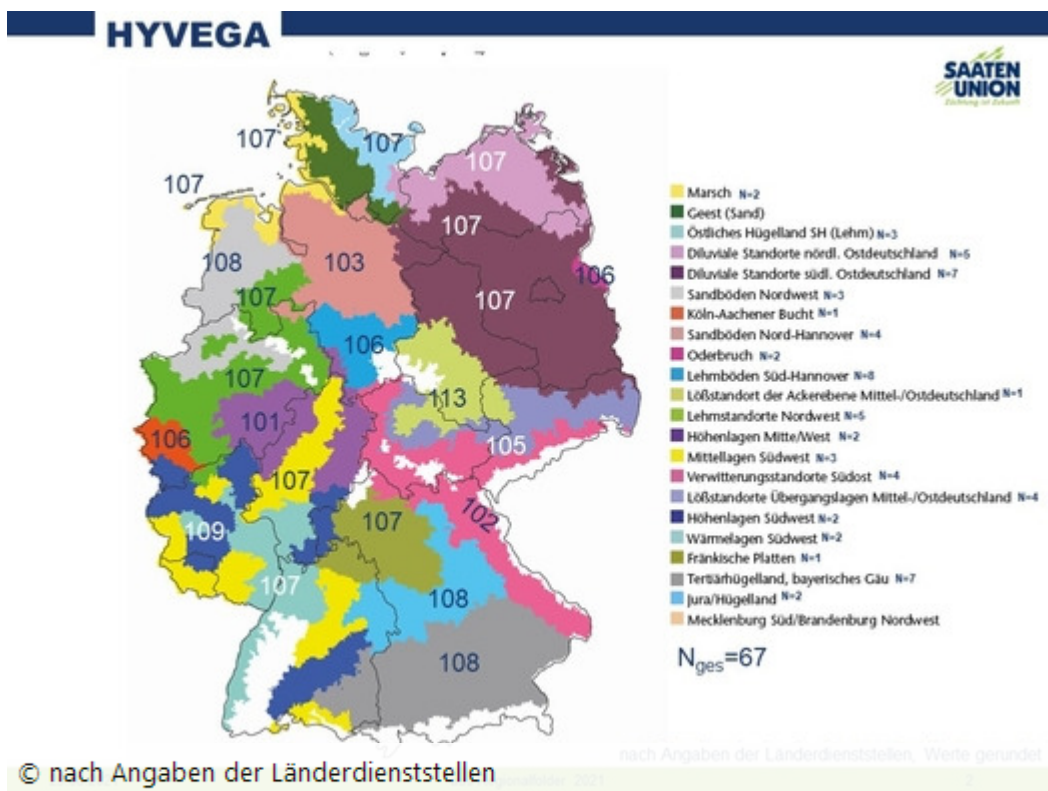 HYVEGA
SAATEN
UNION
Züchtung ist Zukunft
107
107
107
107
107
108
103
106
107
107
106
107
113
101
106
105
107
109
107
102
107
108
108
Marsch N=2
Geest (Sand)
Östliches Hügelland SH (Lehm) N=3
Diluviale Standorte nördl. Ostdeutschland N=5
Diluviale Standorte südl. Ostdeutschland N=7
Sandböden Nordwest N=3
Köln-Aachener Bucht N=1
Sandböden Nord-Hannover N=4
Oderbruch N=2
Lehmböden Süd-Hannover N=8
Lößstandort der Ackerebene Mittel-/Ostdeutschland N=1
Lehmstandorte Nordwest N=5
Höhenlagen Mitte/West N=2
Mittellagen Südwest N=3
Verwitterungsstandorte Südost N=4
Lößstandorte Übergangslagen Mittel-/Ostdeutschland N=4
Höhenlagen Südwest N=2
Wärmelagen Südwest N=2
Fränkische Platten N=1
Tertiärhügelland, bayerisches Gäu N=7
Jura/Hügelland N=2
Mecklenburg Süd/Brandenburg Nordwest
Nges=67
nach Angaben der Länderdienststellen, Werte gerundet
© nach Angaben der Länderdienststellen
2021
2